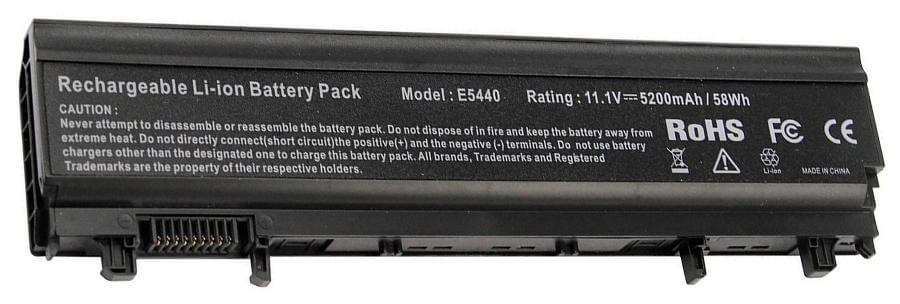 Rechargeable Li-ion Battery Pack Model : E5440 Rating : 11.1V⎓5200mAh/58Wh
CAUTION :
Never attempt to disassemble or reassemble the battery pack. Do not dispose of in fire and keep the battery away from
extreme heat. Do not directly connect(short circuit)the positive(+) and the negative (-) terminals. Do not use battery
chargers other than the designated one to charge this battery pack. All brands, Trademarks and Registered
Trademarks are the property of their respective holders.
RoHS FC CE
Li-ion MADE IN CHINA